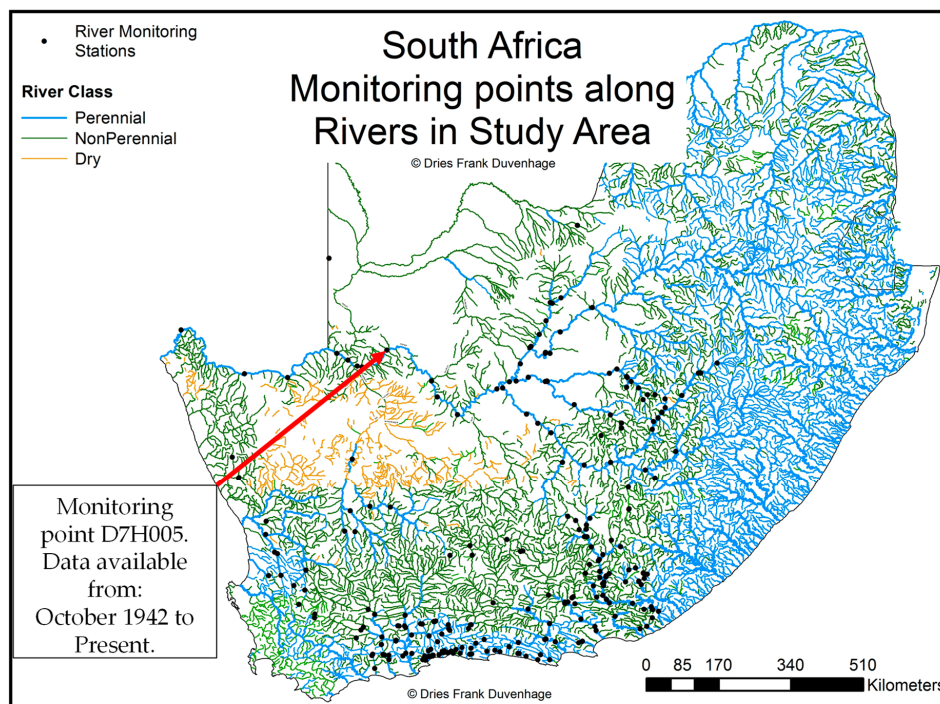 River Monitoring
Stations
River Class
Perennial
NonPerennial
Dry
South Africa
Monitoring points along
Rivers in Study Area
© Dries Frank Duvenhage
Monitoring
point D7H005.
Data available
from:
October 1942 to
Present.
© Dries Frank Duvenhage
0 85 170 340 510
Kilometers